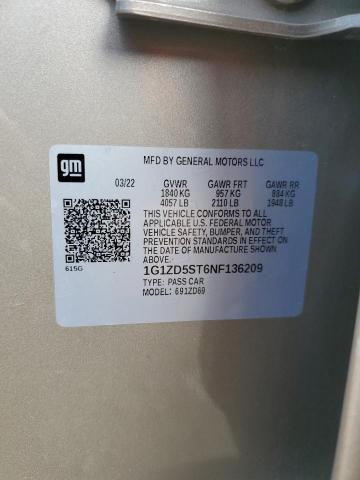 gm
MFD BY GENERAL MOTORS LLC
03/22 GVWR GAWR FRT GAWR RR
1840 KG 957 KG 884 KG
4057 LB 2110 LB 1948 LB
THIS VEHICLE CONFORMS TO ALL
APPLICABLE U.S. FEDERAL MOTOR
VEHICLE SAFETY, BUMPER, AND THEFT
PREVENTION STANDARDS IN EFFECT ON
THE DATE OF MANUFACTURE SHOWN
ABOVE.
615G
1G1ZD5ST6NF136209
TYPE: PASS CAR
MODEL: 691ZD69